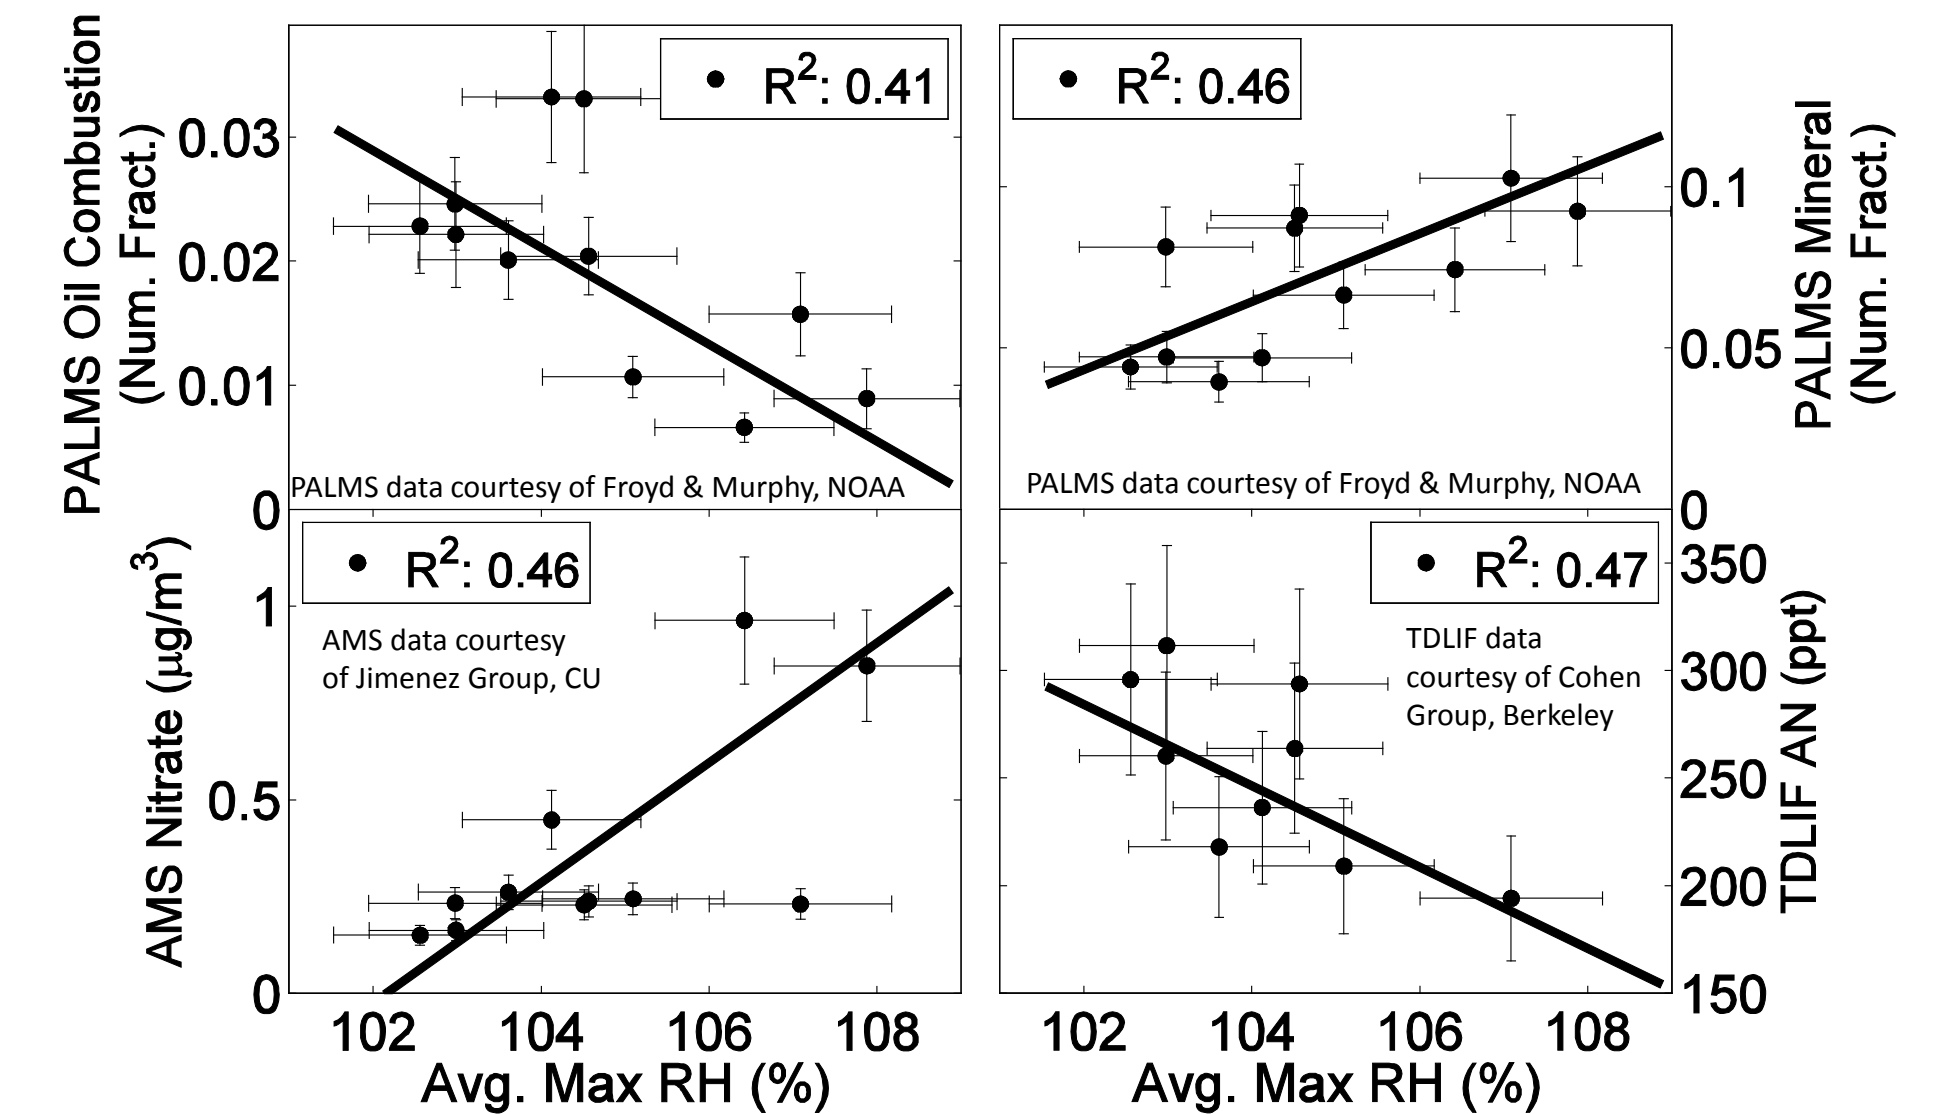 PALMS Oil Combustion
(Num. Fract.)
0.03
0.02
0.01
0
R²: 0.41
PALMS data courtesy of Froyd & Murphy, NOAA
R²: 0.46
PALMS data courtesy of Froyd & Murphy, NOAA
0.1
0.05
0
PALMS Mineral
(Num. Fract.)
AMS Nitrate (μg/m³)
1
0.5
0
R²: 0.46
AMS data courtesy
of Jimenez Group, CU
102 104 106 108
Avg. Max RH (%)
R²: 0.47
TDLIF data
courtesy of Cohen
Group, Berkeley
350
300
250
200
150
TDLIF AN (ppt)
102 104 106 108
Avg. Max RH (%)